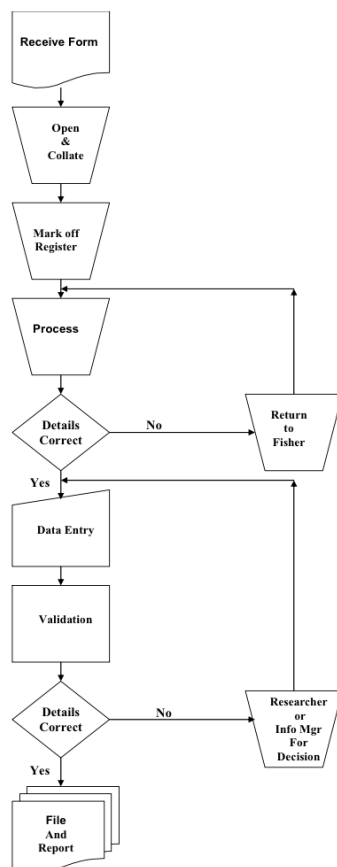 Receive Form
Open
&
Collate
Mark off
Register
Process
Details
Correct
No
Return
to
Fisher
Yes
Data Entry
Validation
Details
Correct
No
Researcher
or
Info Mgr
For
Decision
Yes
File
And
Report